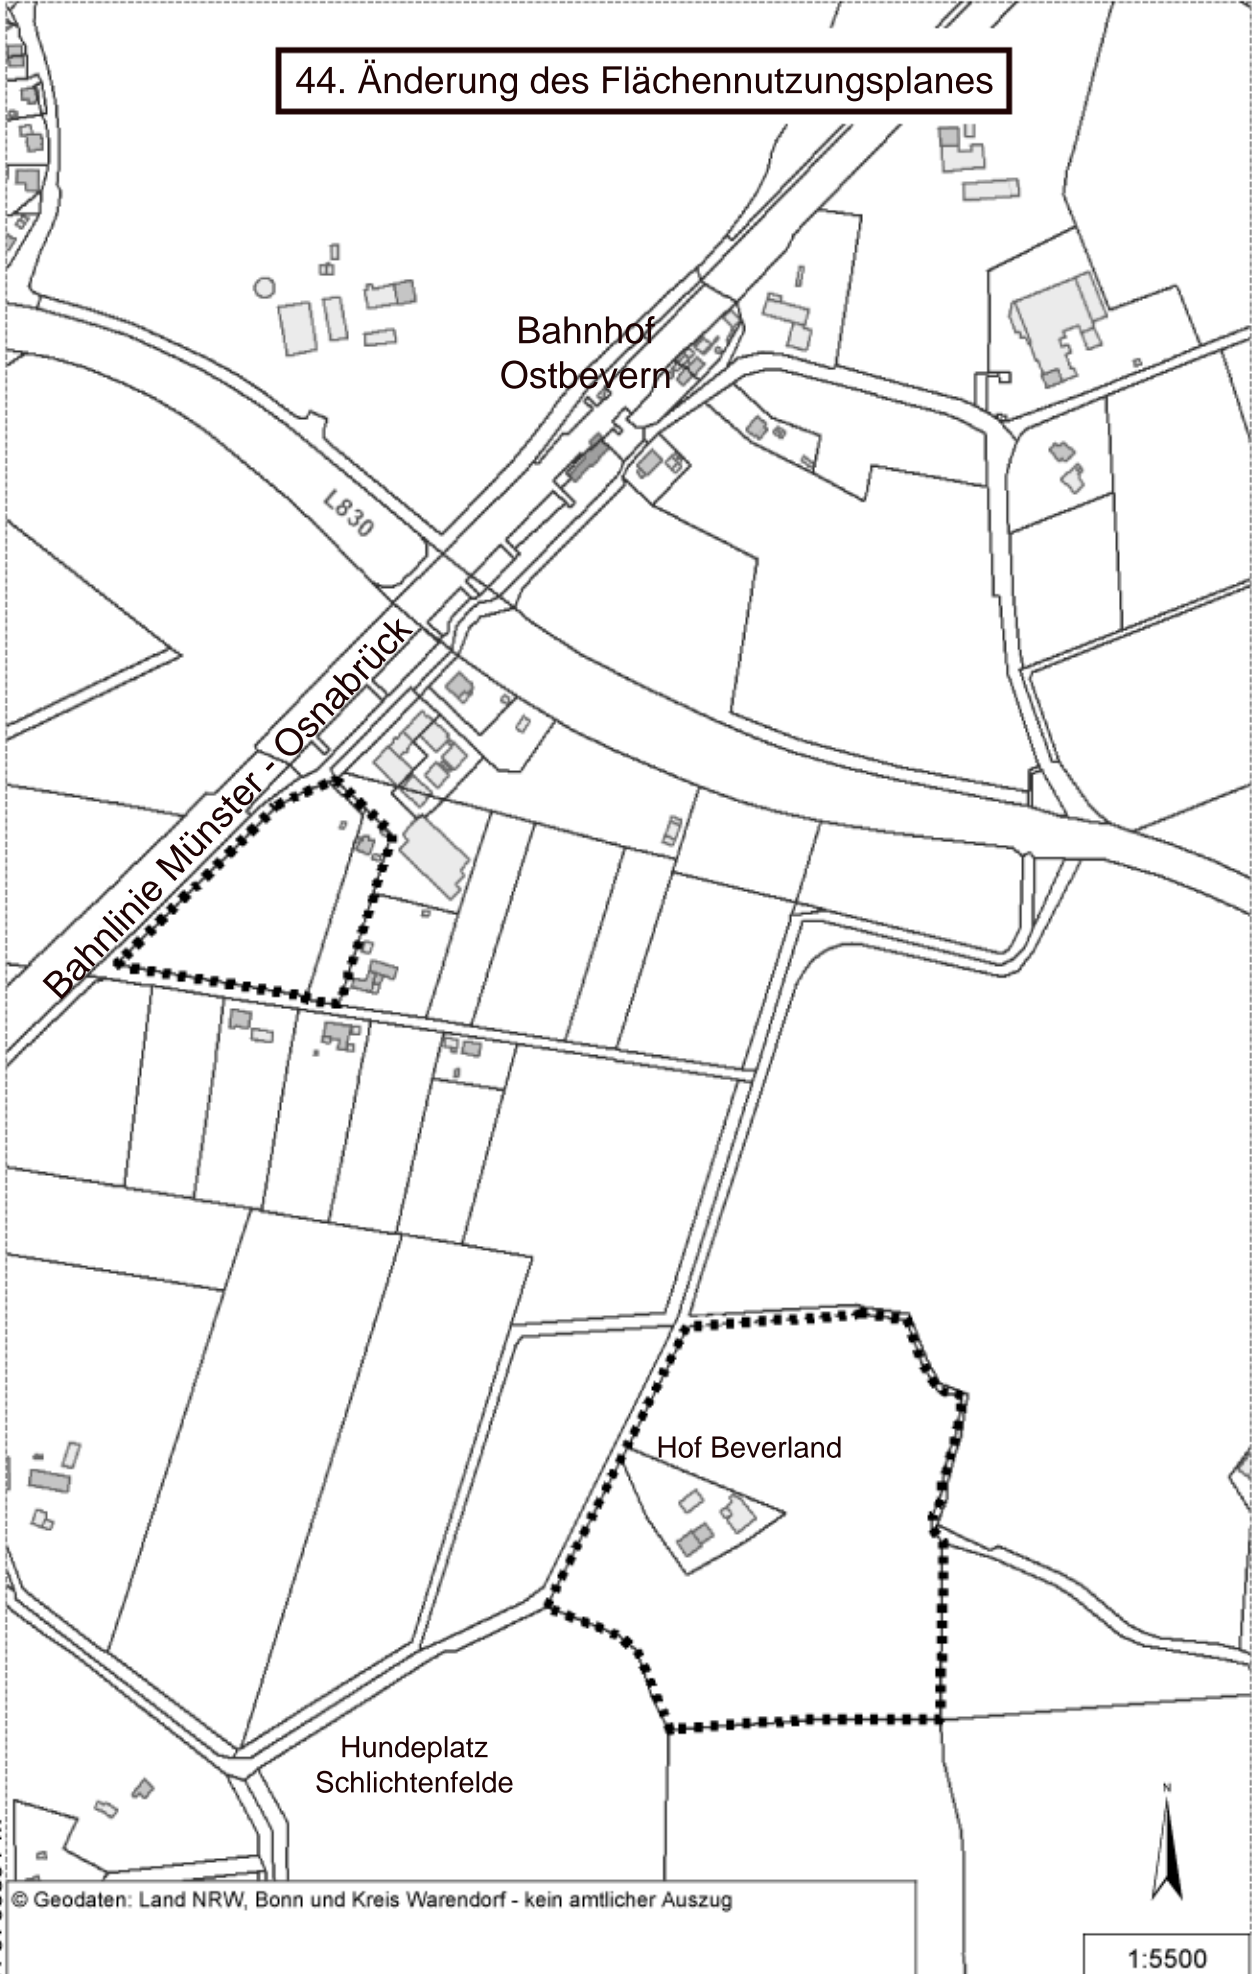 44. Änderung des Flächennutzungsplanes
Bahnhof
Ostbevern
L830
Bahnlinie Münster - Osnabrück
Hof Beverland
Hundeplatz
Schlichtenfelde
N
© Geodaten: Land NRW, Bonn und Kreis Warendorf - kein amtlicher Auszug
1:5500